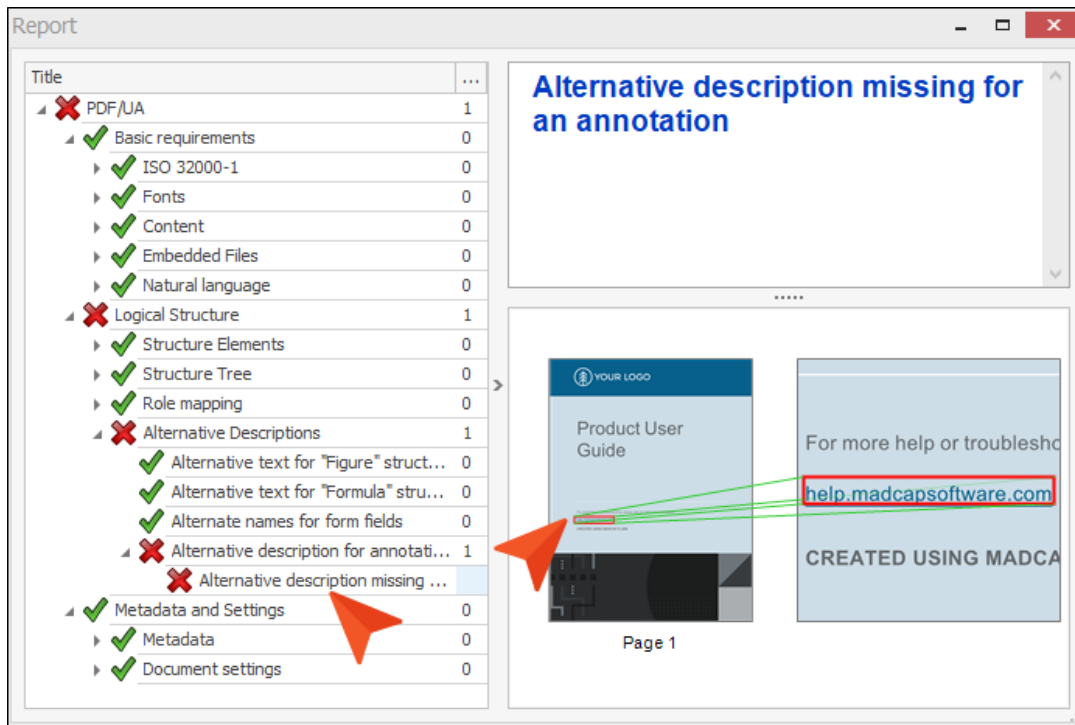 Report
Title ...
PDF/UA 1
Basic requirements 0
ISO 32000-1 0
Fonts 0
Content 0
Embedded Files 0
Natural language 0
Logical Structure 1
Structure Elements 0
Structure Tree 0
Role mapping 0
Alternative Descriptions 1
Alternative text for "Figure" struct... 0
Alternative text for "Formula" stru... 0
Alternate names for form fields 0
Alternative description for annotati... 1
Alternative description missing ...
Metadata and Settings 0
Metadata 0
Document settings 0
Alternative description missing for
an annotation
YOUR LOGO
Product User
Guide
Page 1
For more help or troublesho
help.madcapsoftware.com
CREATED USING MADCA